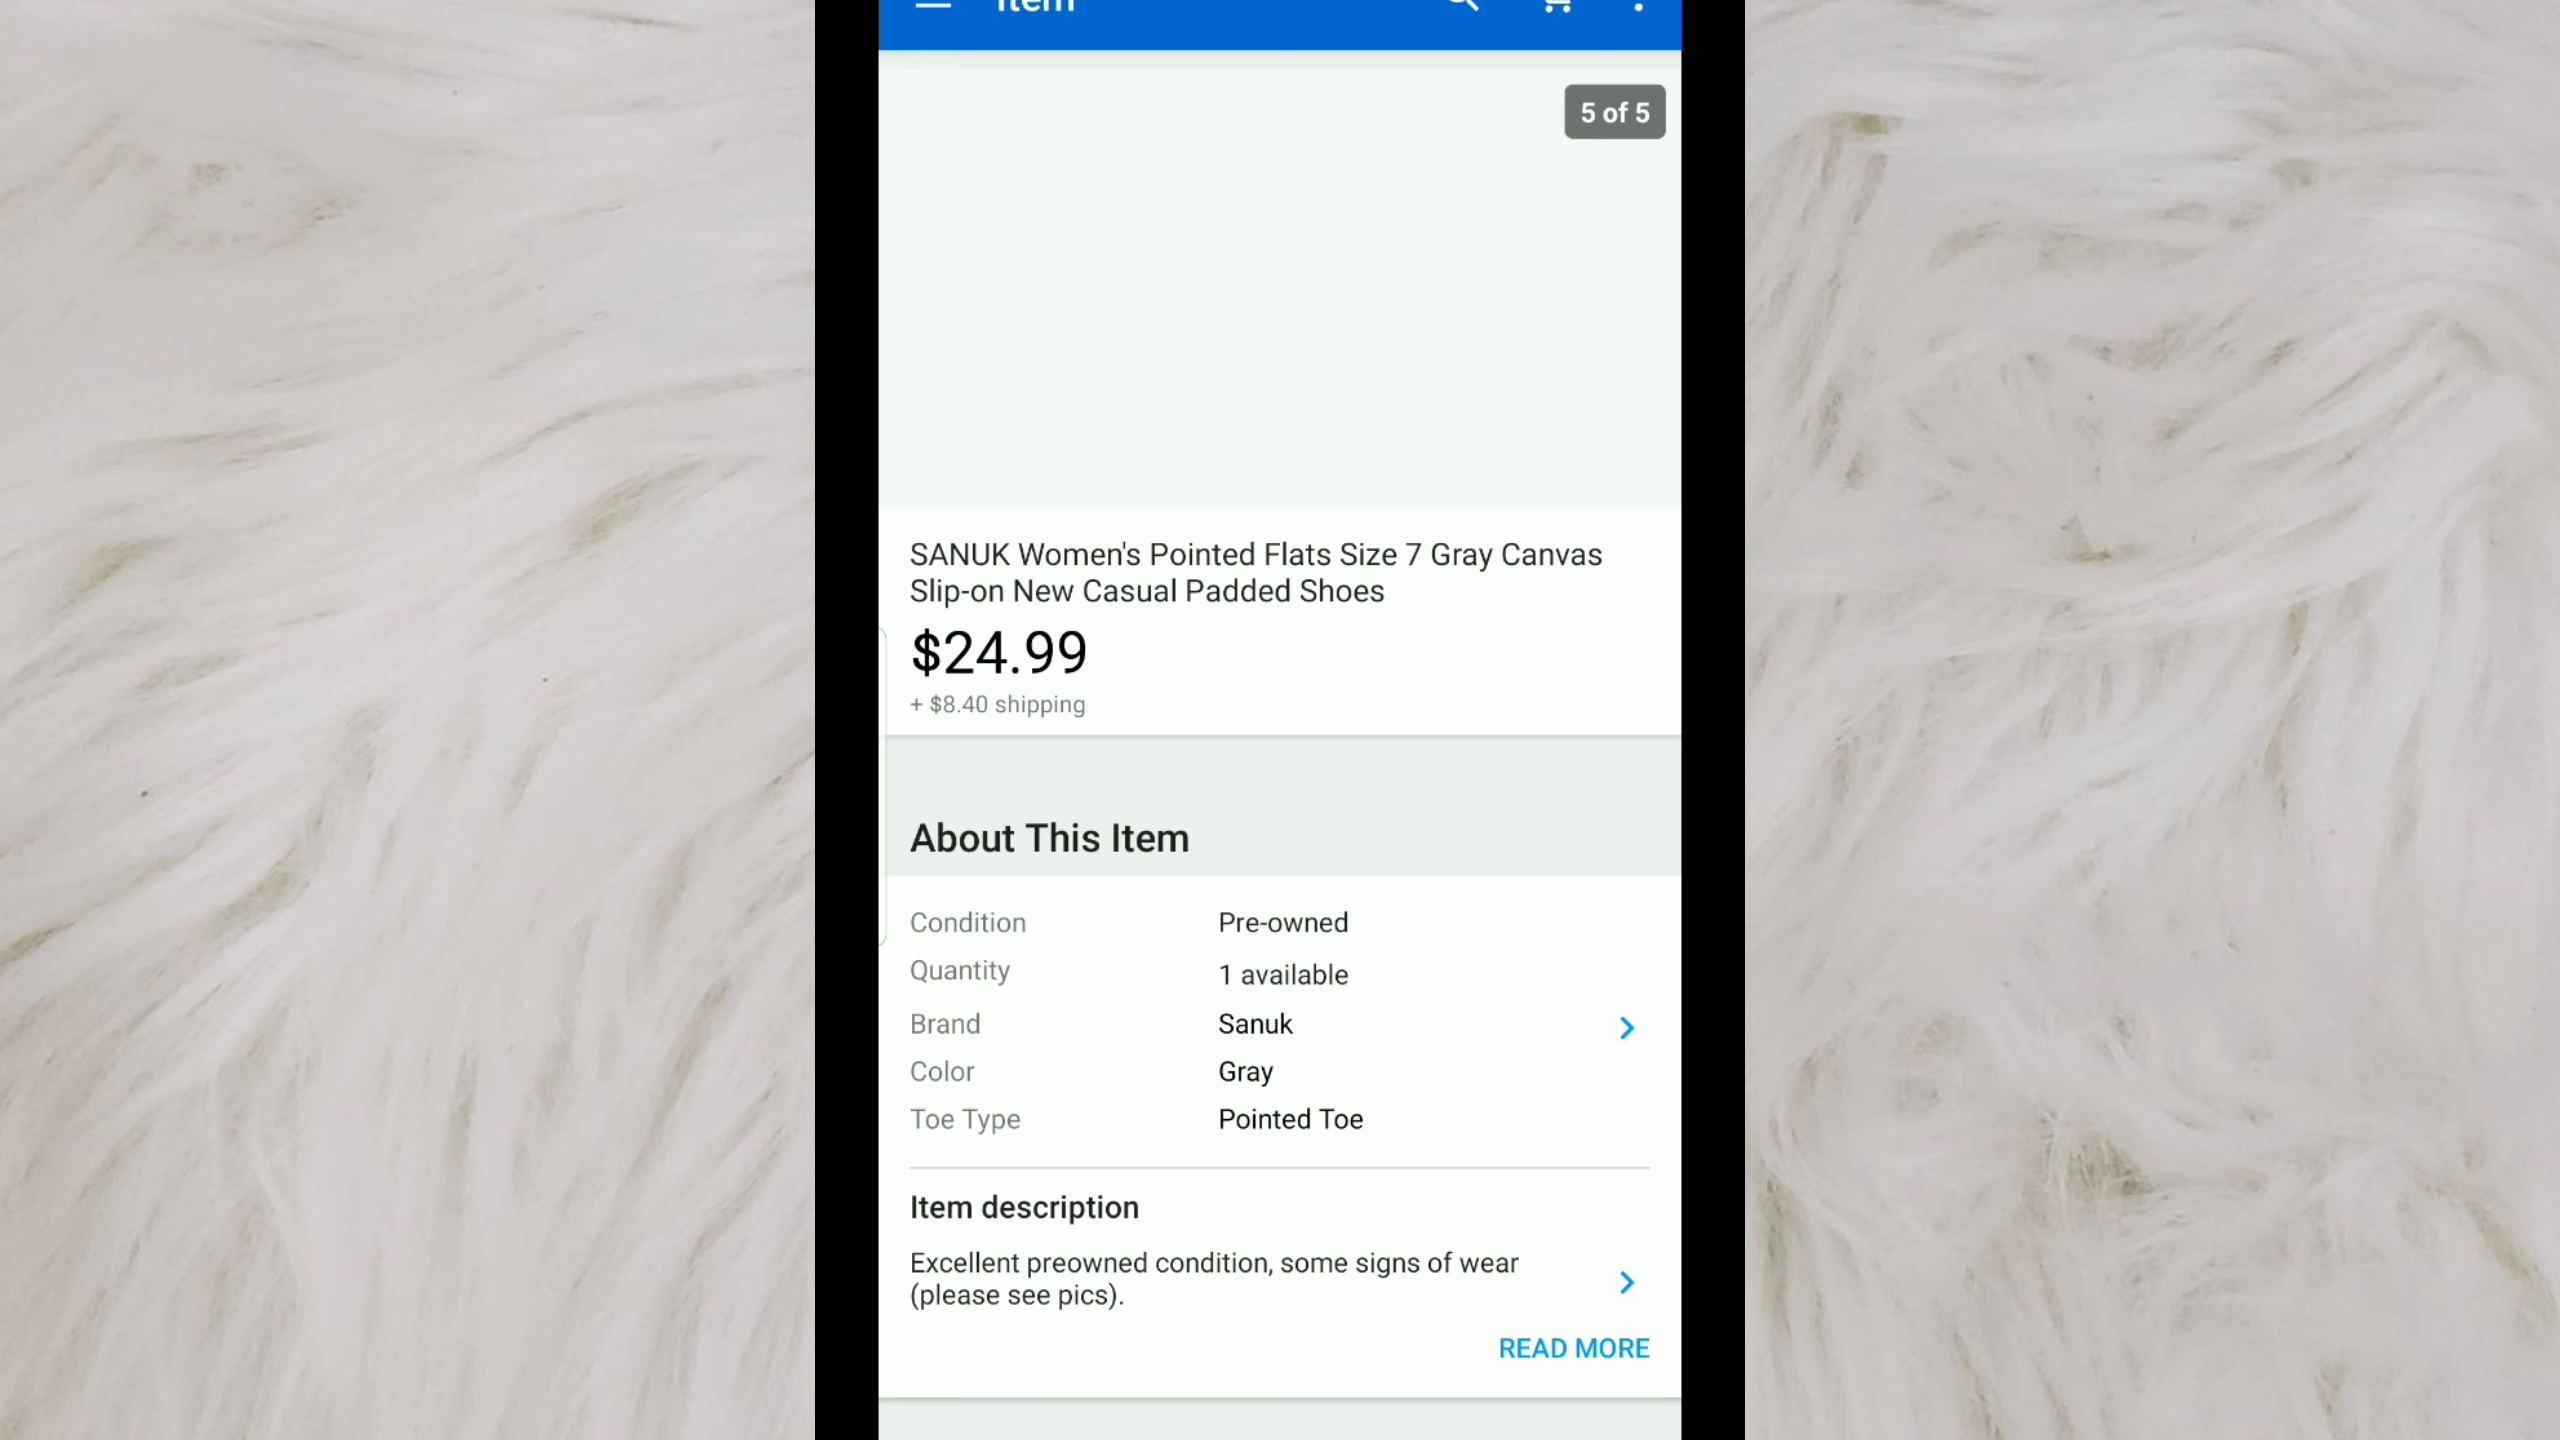 Item
5 of 5
SANUK Women's Pointed Flats Size 7 Gray Canvas
Slip-on New Casual Padded Shoes
$24.99
+ $8.40 shipping
About This Item
Condition Pre-owned
Quantity 1 available
Brand Sanuk
Color Gray
Toe Type Pointed Toe
Item description
Excellent preowned condition, some signs of wear
(please see pics).
READ MORE